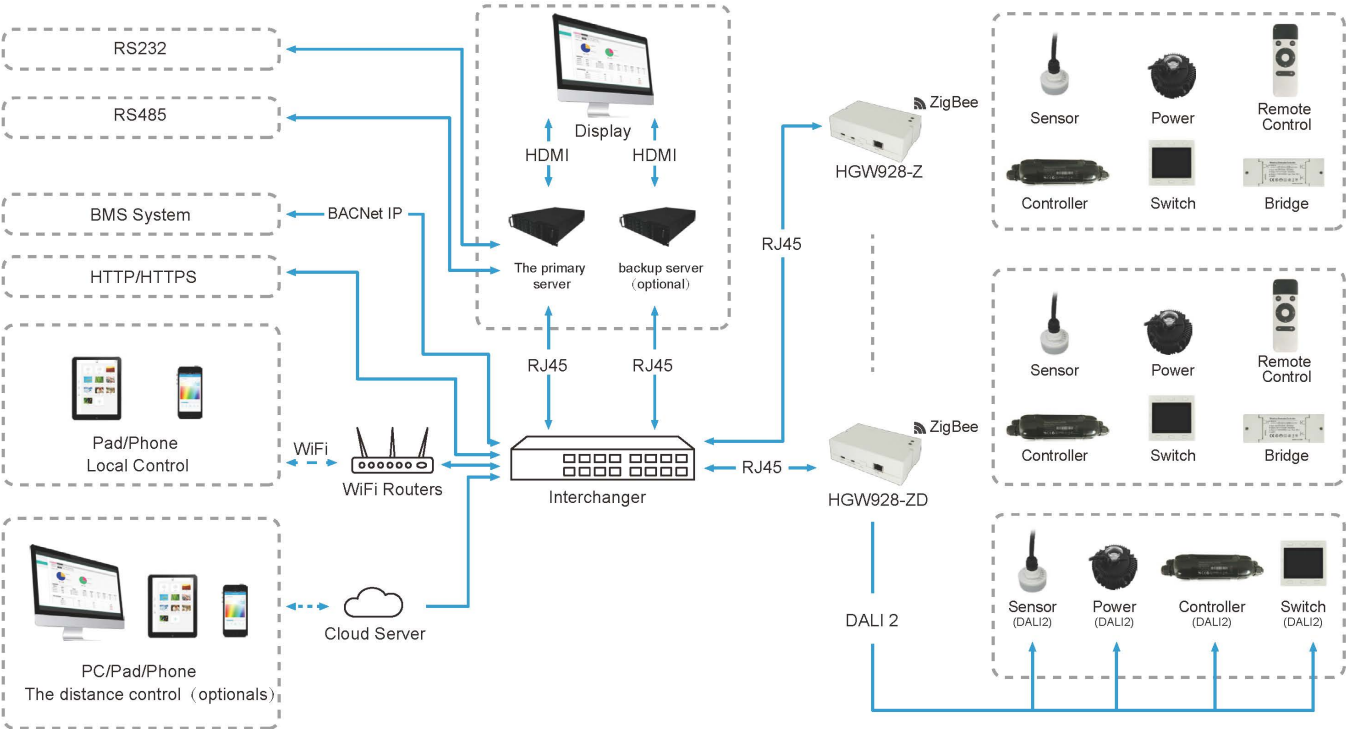 RS232
RS485
BMS System
BACNet IP
HTTP/HTTPS
Pad/Phone
Local Control
WiFi
WiFi Routers
PC/Pad/Phone
The distance control（optionals）
Cloud Server
Display
HDMI
HDMI
The primary
server
backup server
（optional）
RJ45
RJ45
Interchanger
RJ45
RJ45
ZigBee
HGW928-Z
ZigBee
HGW928-ZD
DALI 2
Sensor
Power
Remote
Control
Controller
Switch
Bridge
Sensor
Power
Remote
Control
Controller
Switch
Bridge
Sensor
(DALI2)
Power
(DALI2)
Controller
(DALI2)
Switch
(DALI2)